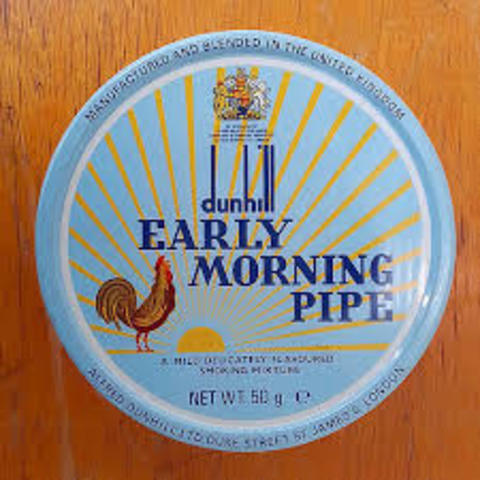 MANUFACTURED AND BLENDED IN THE UNITED KINGDOM
dunhill
EARLY
MORNING
PIPE
A MILD DELICATELY FLAVOURED
SMOKING MIXTURE
NET WT. 50 g ℮
ALFRED DUNHILL LTD DUKE STREET ST. JAMES'S LONDON